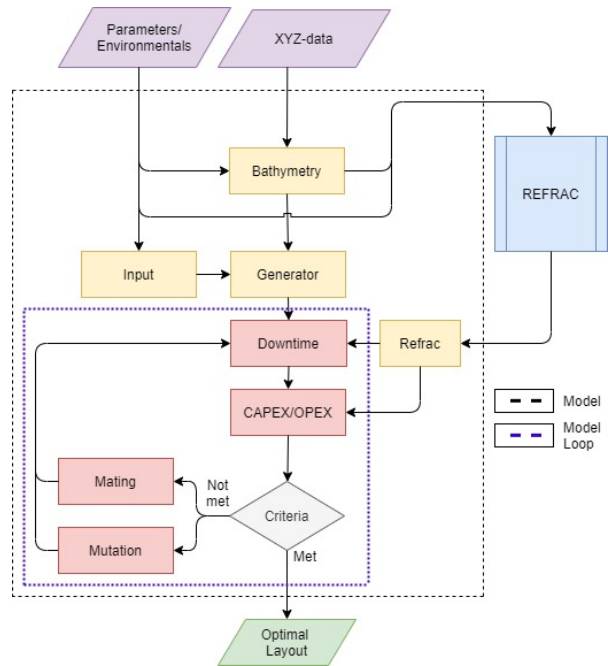 Parameters/
Environmentals
XYZ-data
Bathymetry
REFRAC
Input
Generator
Downtime
Refrac
CAPEX/OPEX
Model
Model
Loop
Mating
Not
met
Criteria
Mutation
Met
Optimal
Layout